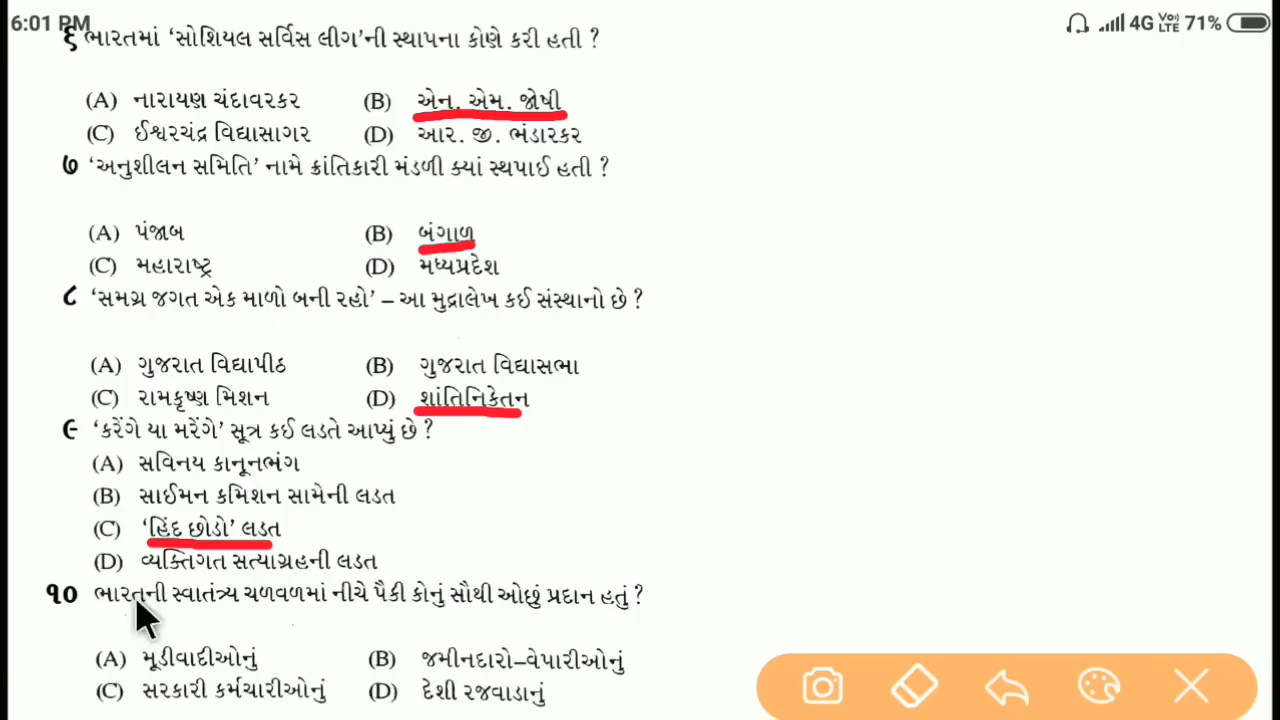 6:01 PM 4G Vo) LTE 71%
૬ ભારતમાં ‘સોશિયલ સર્વિસ લીગ’ની સ્થાપના કોણે કરી હતી ?
(A) નારાયણ ચંદાવરકર (B) એન. એમ. જોષી
(C) ઈશ્વરચંદ્ર વિદ્યાસાગર (D) આર. જી. ભંડારકર
૭ ‘અનુશીલન સમિતિ’ નામે ક્રાંતિકારી મંડળી ક્યાં સ્થપાઈ હતી ?
(A) પંજાબ (B) બંગાળ
(C) મહારાષ્ટ્ર (D) મધ્યપ્રદેશ
૮ ‘સમગ્ર જગત એક માળો બની રહો’ – આ મુદ્રાલેખ કઈ સંસ્થાનો છે ?
(A) ગુજરાત વિદ્યાપીઠ (B) ગુજરાત વિદ્યાસભા
(C) રામકૃષ્ણ મિશન (D) શાંતિનિકેતન
૯ ‘કરેંગે યા મરેંગે’ સૂત્ર કઈ લડતે આપ્યું છે ?
(A) સવિનય કાનૂનભંગ
(B) સાઈમન કમિશન સામેની લડત
(C) ‘હિંદ છોડો’ લડત
(D) વ્યક્તિગત સત્યાગ્રહની લડત
૧૦ ભારતની સ્વાતંત્ર્ય ચળવળમાં નીચે પૈકી કોનું સૌથી ઓછું પ્રદાન હતું ?
(A) મૂડીવાદીઓનું (B) જમીનદારો–વેપારીઓનું
(C) સરકારી કર્મચારીઓનું (D) દેશી રજવાડાનું